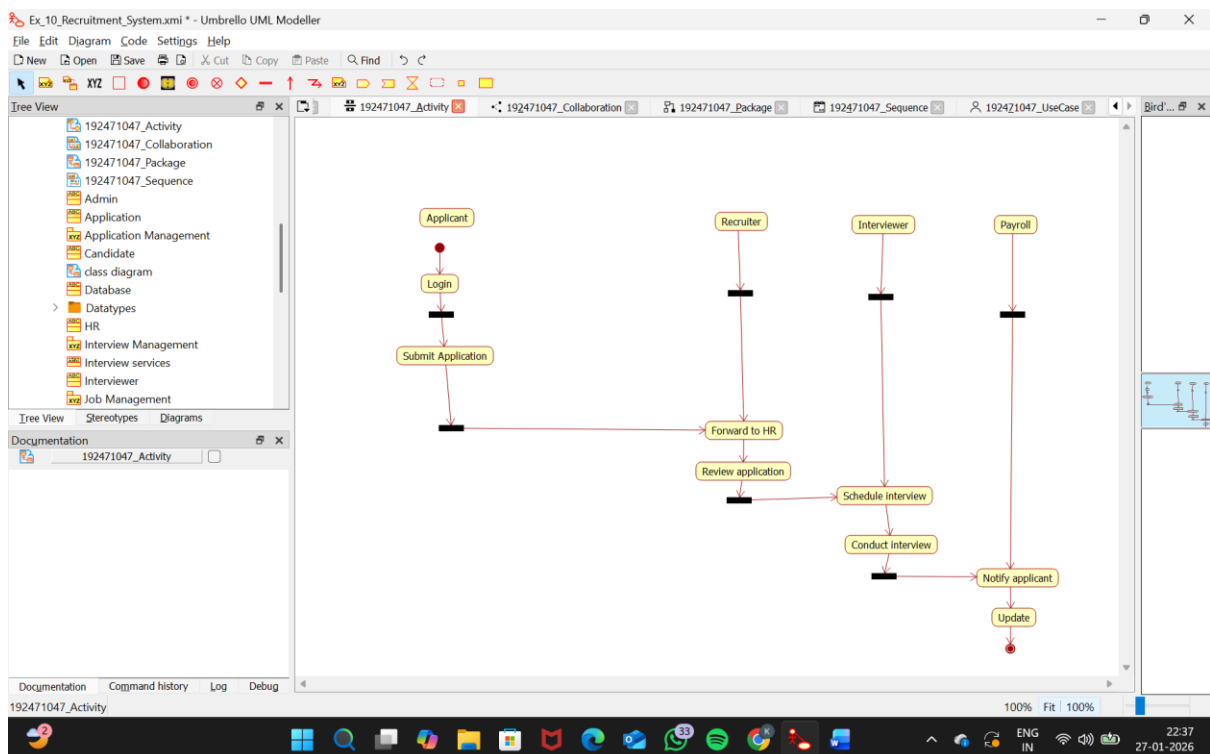 Ex_10_Recruitment_System.xmi * - Umbrello UML Modeller
File Edit Diagram Code Settings Help
New Open Save Cut Copy Paste Find
XYZ
Tree View
192471047_Activity 192471047_Collaboration 192471047_Package 192471047_Sequence 192471047_UseCase
Bird'...
192471047_Activity
192471047_Collaboration
192471047_Package
192471047_Sequence
Admin
Application
Application Management
Candidate
class diagram
Database
Datatypes
HR
Interview Management
Interview services
Interviewer
Job Management
Tree View Stereotypes Diagrams
Documentation
192471047_Activity
Applicant
Recruiter
Interviewer
Payroll
Login
Submit Application
Forward to HR
Review application
Schedule interview
Conduct interview
Notify applicant
Update
Documentation Command history Log Debug
192471047_Activity
100% Fit 100%
2
33
K
ENG
IN
22:37
27-01-2026